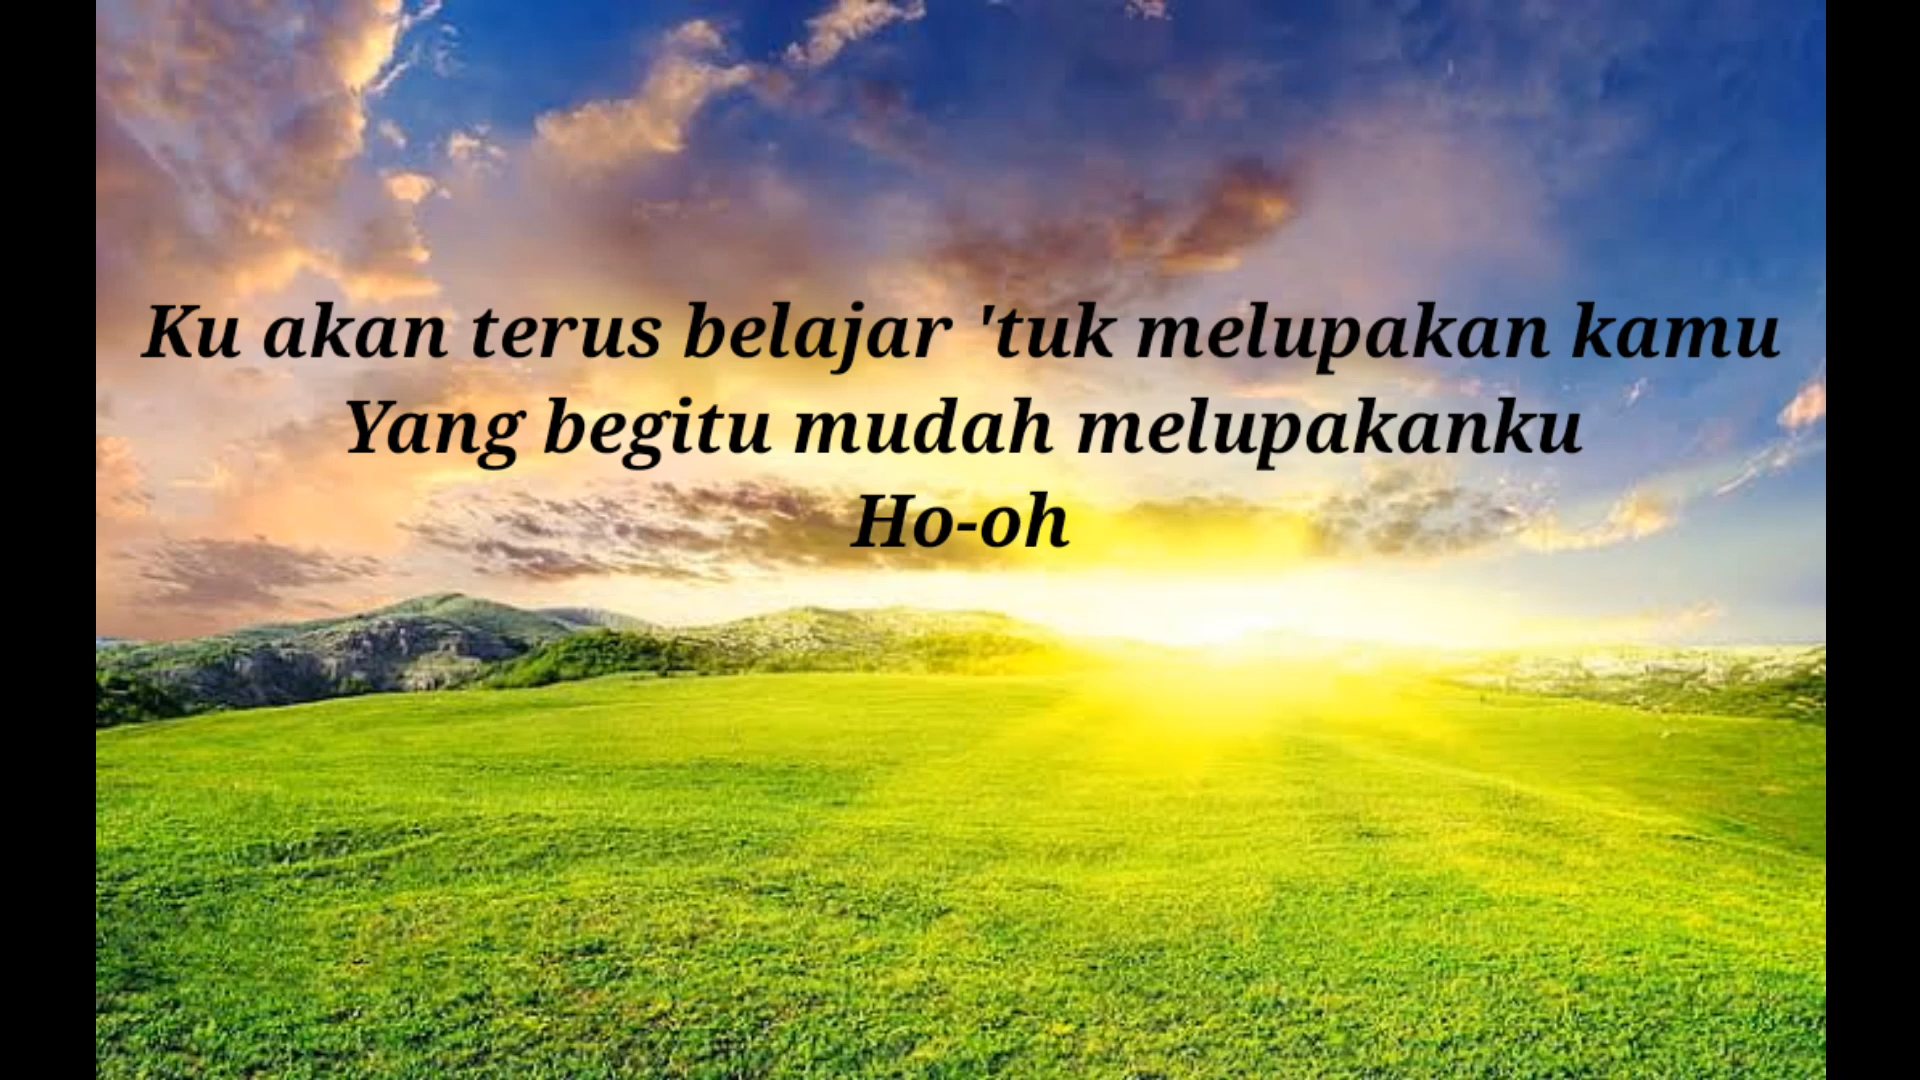 Ku akan terus belajar 'tuk melupakan kamu
Yang begitu mudah melupakanku
Ho-oh